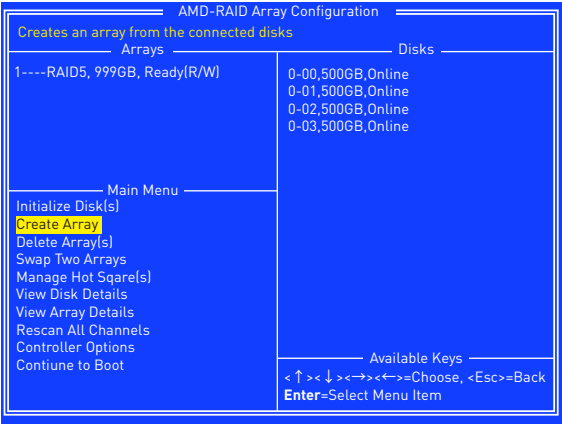 AMD-RAID Array Configuration
Creates an array from the connected disks
Arrays
1----RAID5, 999GB, Ready(R/W)
Disks
0-00,500GB,Online
0-01,500GB,Online
0-02,500GB,Online
0-03,500GB,Online
Main Menu
Initialize Disk(s)
Create Array
Delete Array(s)
Swap Two Arrays
Manage Hot Sqare(s)
View Disk Details
View Array Details
Rescan All Channels
Controller Options
Contiune to Boot
Available Keys
<↑><↓><→><←>=Choose, <Esc>=Back
Enter=Select Menu Item